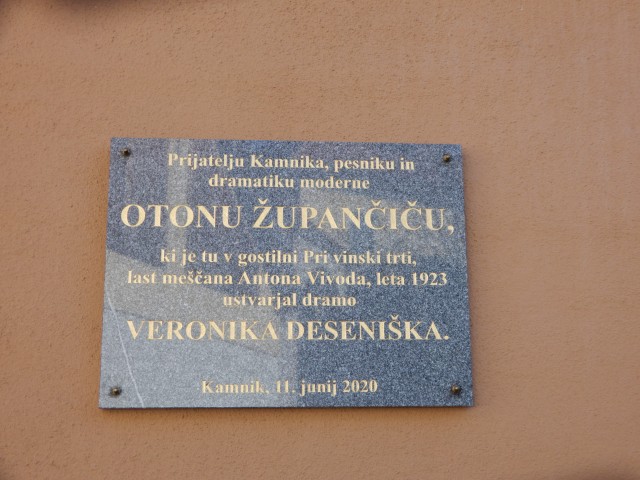 Prijatelju Kamnika, pesniku in
dramatiku moderne
OTONU ŽUPANČIČU,
ki je tu v gostilni Pri vinski trti,
last meščana Antona Vivoda, leta 1923
ustvarjal dramo
VERONIKA DESENIŠKA.
Kamnik, 11. junij 2020